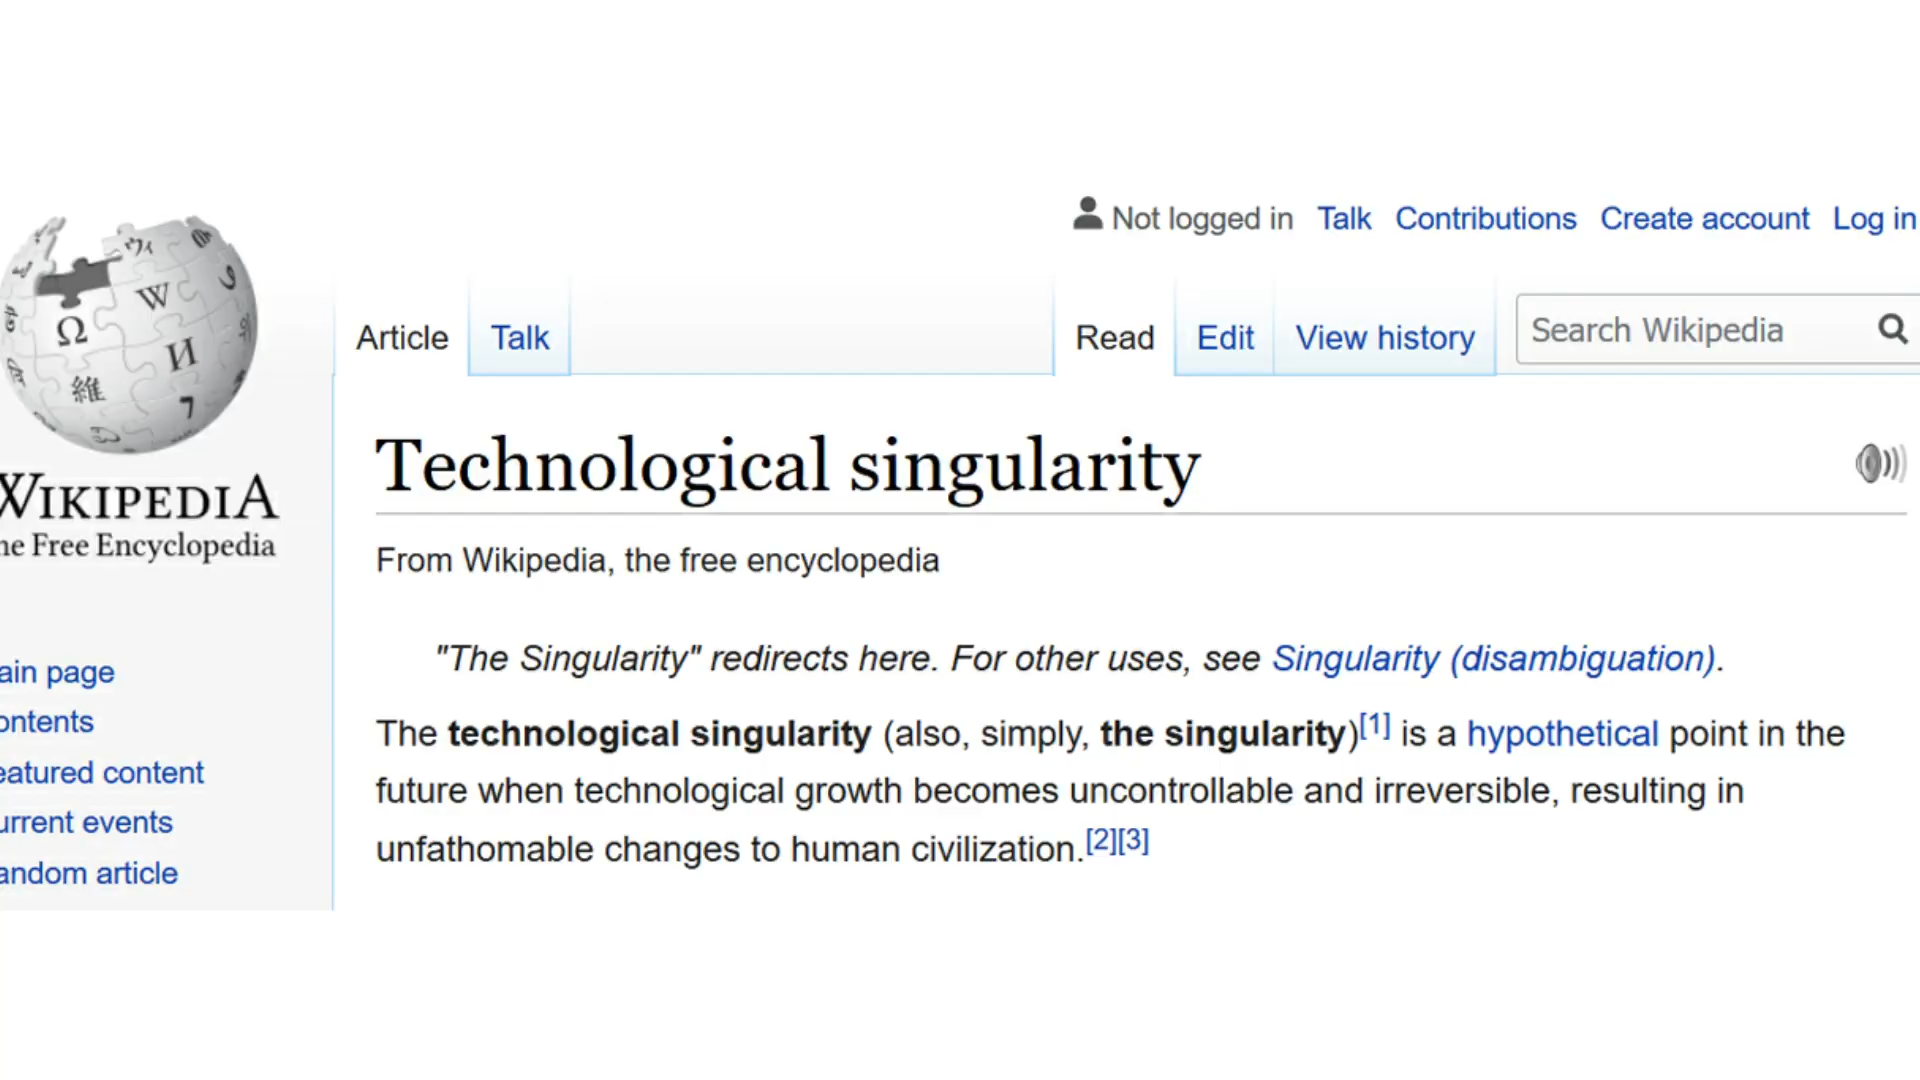 Not logged in Talk Contributions Create account Log in
Article Talk Read Edit View history Search Wikipedia
WIKIPEDIA
he Free Encyclopedia
Technological singularity
From Wikipedia, the free encyclopedia
"The Singularity" redirects here. For other uses, see Singularity (disambiguation).
The technological singularity (also, simply, the singularity)[1] is a hypothetical point in the
future when technological growth becomes uncontrollable and irreversible, resulting in
unfathomable changes to human civilization.[2][3]
ain page
ontents
eatured content
urrent events
andom article